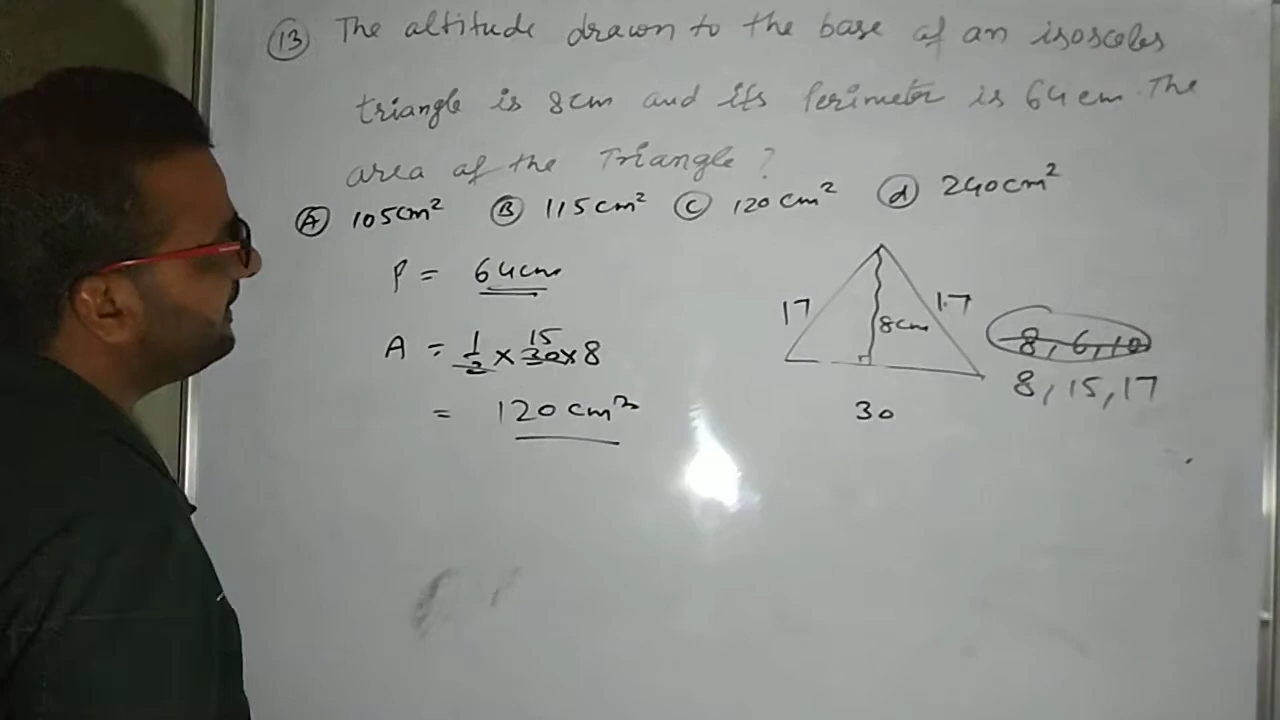 13 The altitude drawn to the base of an isosceles
triangle is 8cm and its Perimeter is 64cm. The
area of the Triangle?
A 105cm² B 115cm² C 120cm² d 240cm²
P = 64cm
A = 1/2 × 30 × 8
15
= 120cm²
17
17
8cm
30
8, 6, 10
8, 15, 17